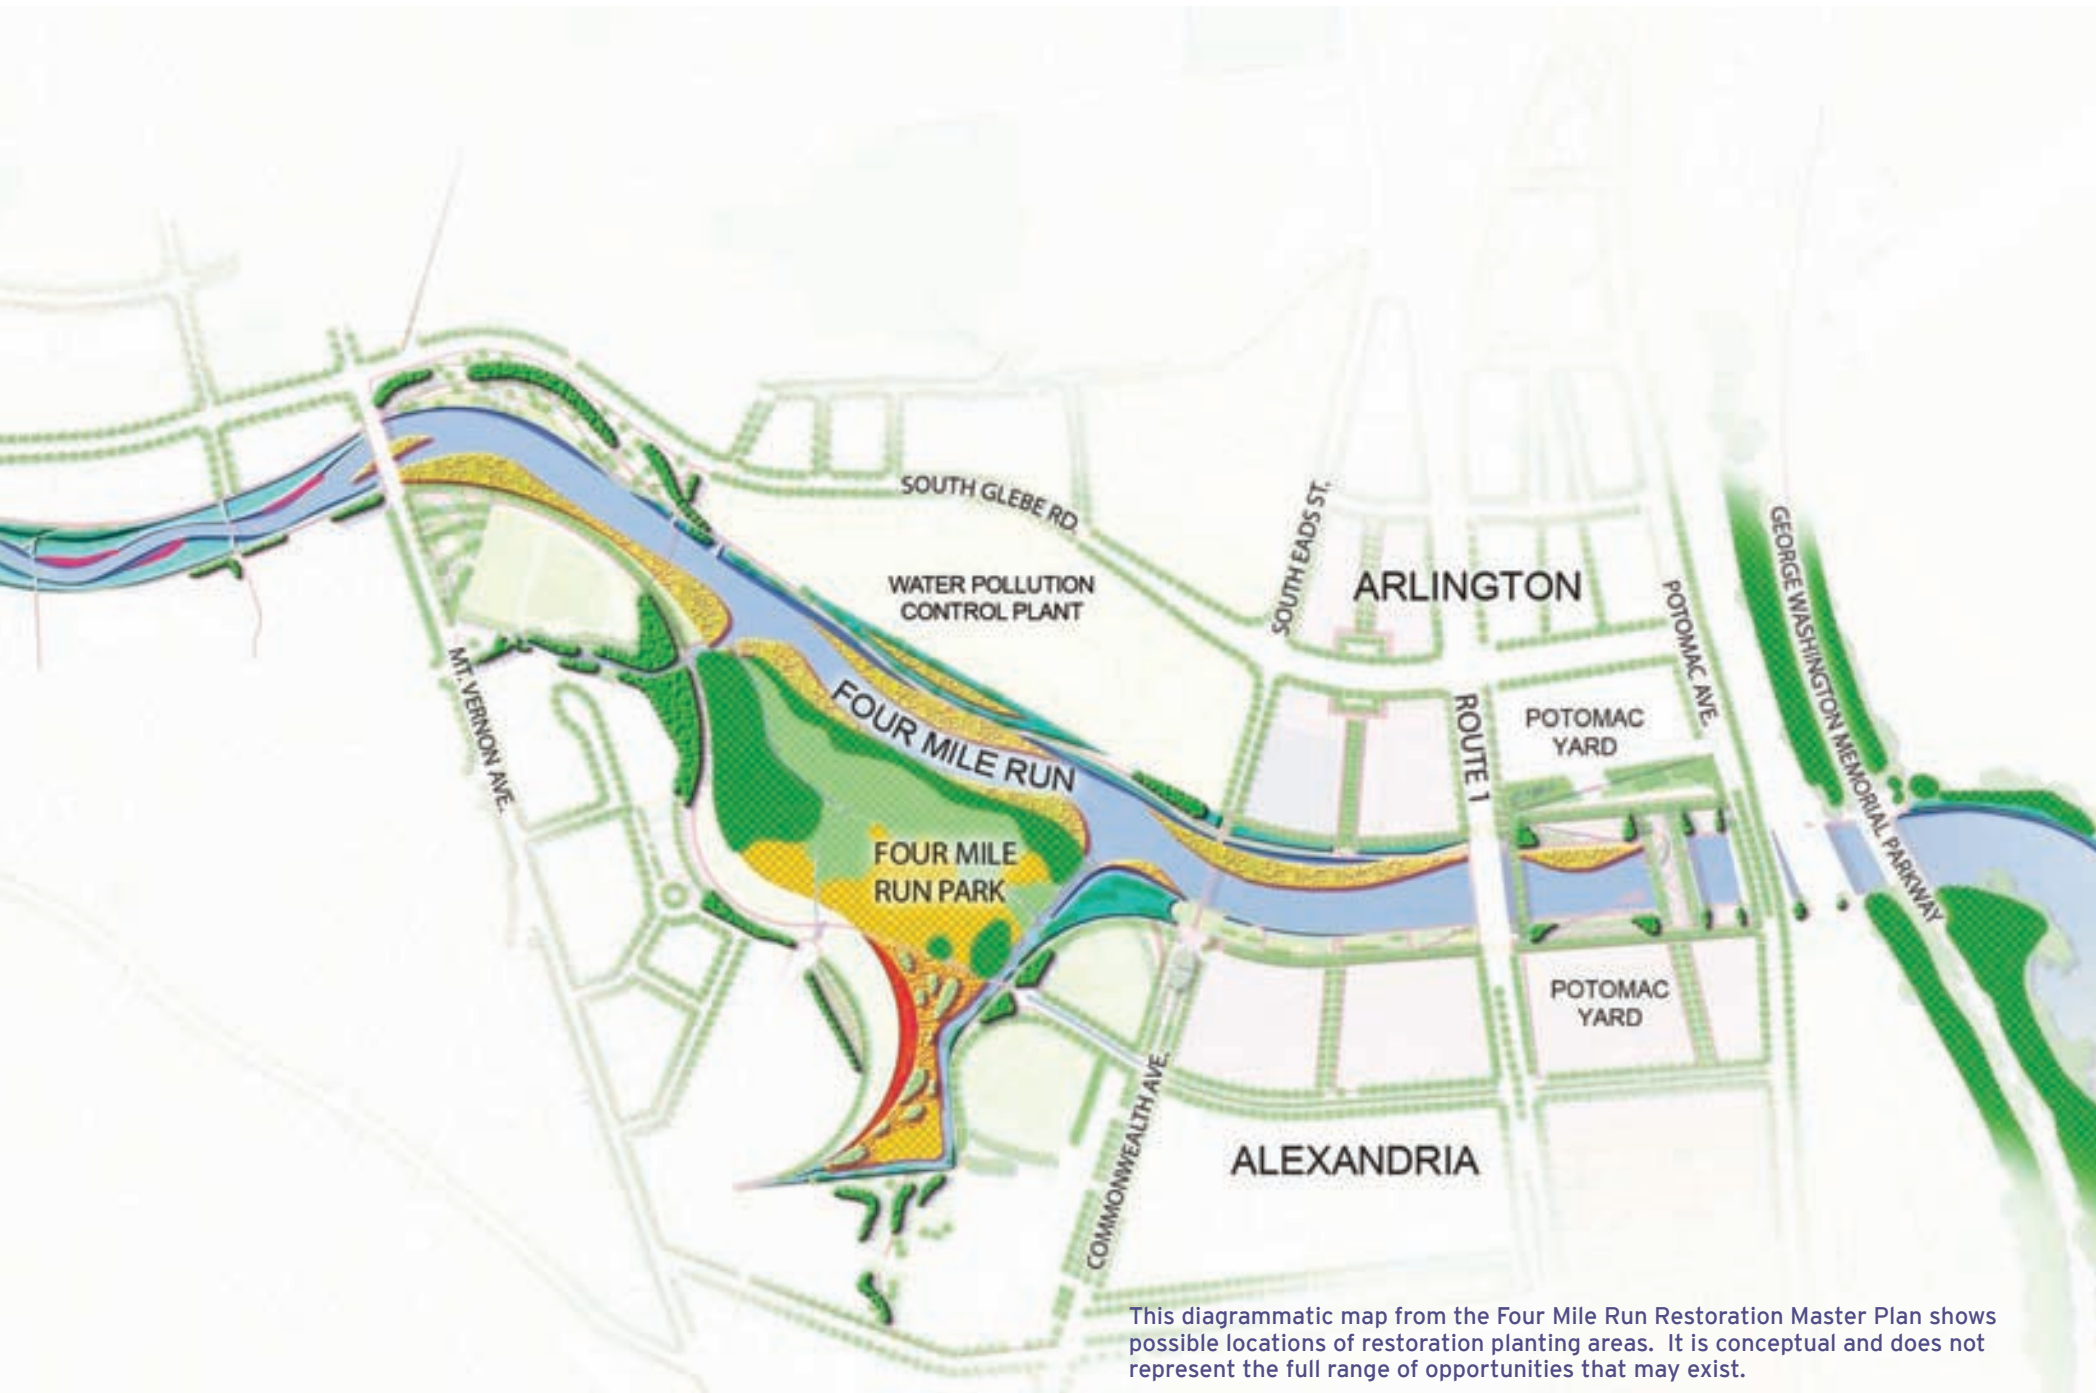 SOUTH GLEBE RD.
SOUTH EADS ST.
WATER POLLUTION
CONTROL PLANT
ARLINGTON
GEORGE WASHINGTON MEMORIAL PARKWAY
POTOMAC AVE.
MT. VERNON AVE.
FOUR MILE RUN
ROUTE 1
POTOMAC
YARD
FOUR MILE
RUN PARK
POTOMAC
YARD
COMMONWEALTH AVE.
ALEXANDRIA
This diagrammatic map from the Four Mile Run Restoration Master Plan shows
possible locations of restoration planting areas.  It is conceptual and does not
represent the full range of opportunities that may exist.